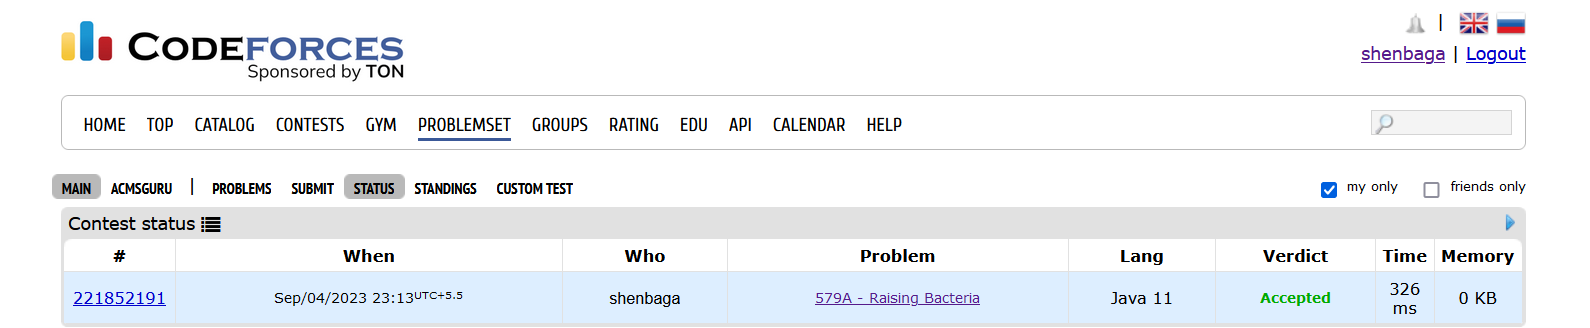 CODEFORCES
Sponsored by TON
|
shenbaga | Logout
HOME TOP CATALOG CONTESTS GYM PROBLEMSET GROUPS RATING EDU API CALENDAR HELP
MAIN ACMSGURU | PROBLEMS SUBMIT STATUS STANDINGS CUSTOM TEST my only friends only
Contest status
# When Who Problem Lang Verdict Time Memory
221852191 Sep/04/2023 23:13UTC+5.5 shenbaga 579A - Raising Bacteria Java 11 Accepted 326 ms 0 KB